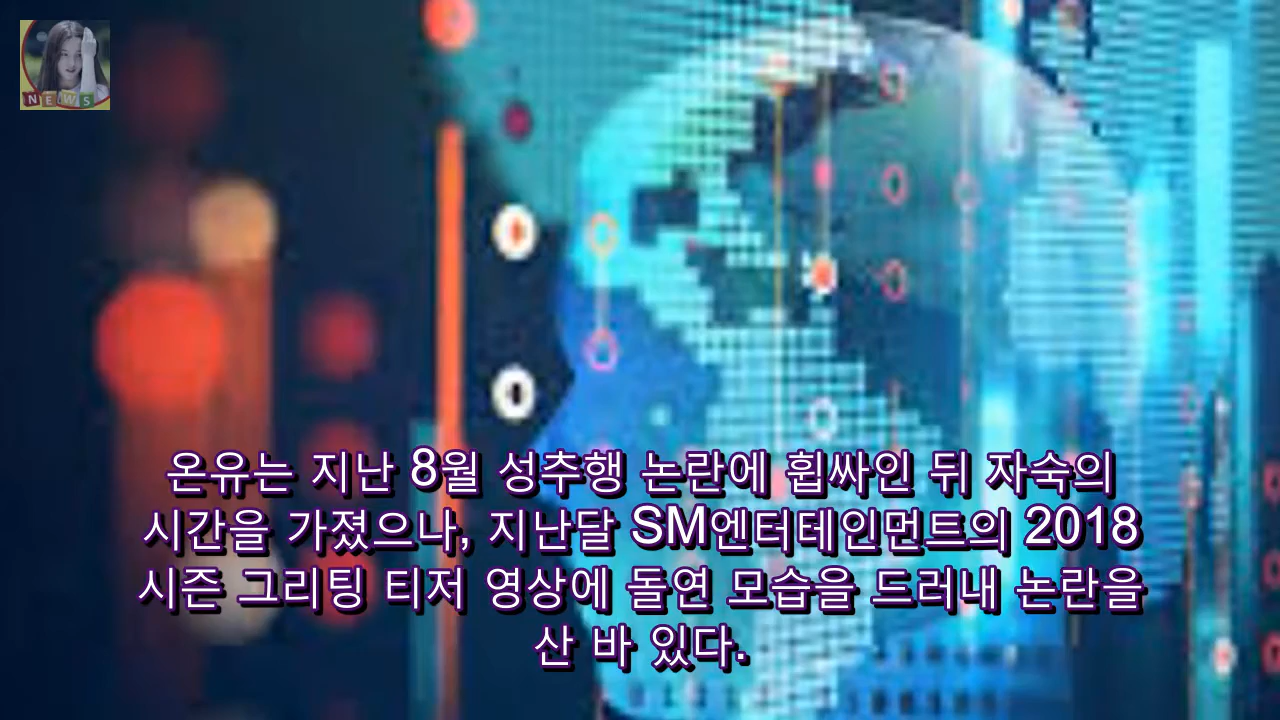 NEWS
온유는 지난 8월 성추행 논란에 휩싸인 뒤 자숙의
시간을 가졌으나, 지난달 SM엔터테인먼트의 2018
시즌 그리팅 티저 영상에 돌연 모습을 드러내 논란을
산 바 있다.